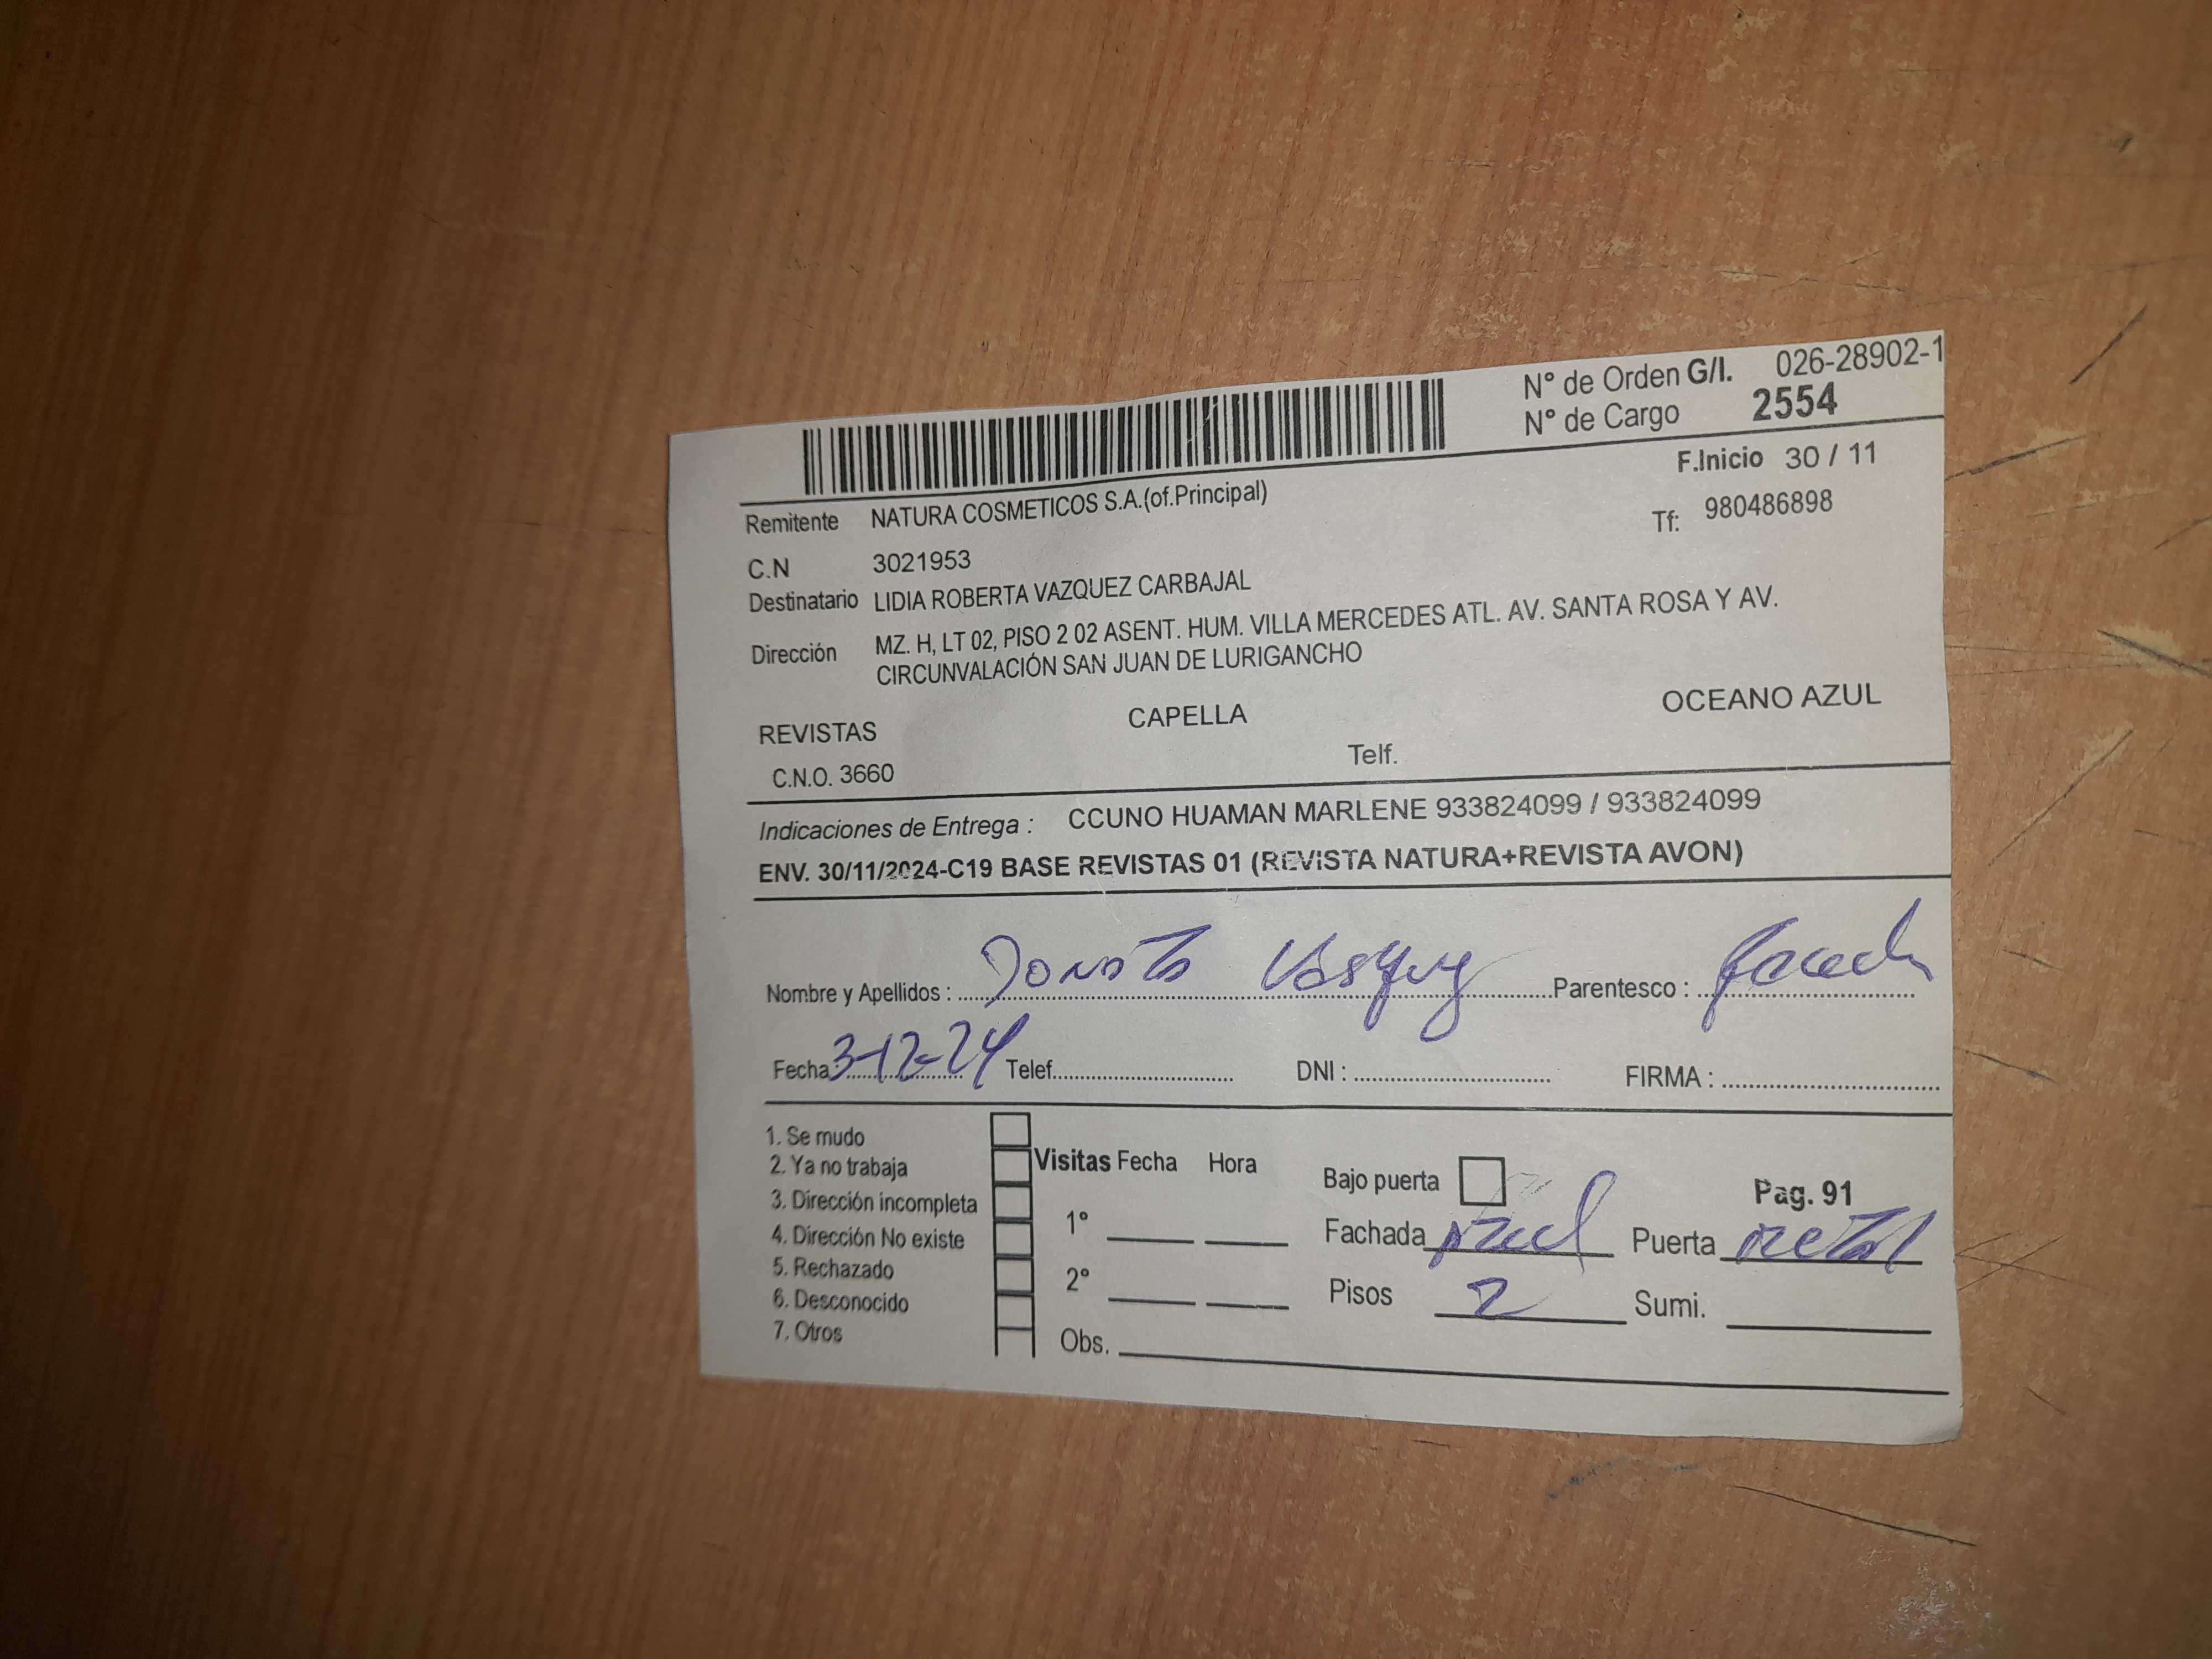 N° de Orden G/I. 026-28902-1
N° de Cargo 2554
F.Inicio 30 / 11
Remitente NATURA COSMETICOS S.A.(of.Principal)
Tf: 980486898
C.N 3021953
Destinatario LIDIA ROBERTA VAZQUEZ CARBAJAL
Dirección MZ. H, LT 02, PISO 2 02 ASENT. HUM. VILLA MERCEDES ATL. AV. SANTA ROSA Y AV.
CIRCUNVALACIÓN SAN JUAN DE LURIGANCHO
REVISTAS CAPELLA OCEANO AZUL
C.N.O. 3660 Telf.
Indicaciones de Entrega : CCUNO HUAMAN MARLENE 933824099 / 933824099
ENV. 30/11/2024-C19 BASE REVISTAS 01 (REVISTA NATURA+REVISTA AVON)
Nombre y Apellidos : Parentesco :
Fecha: 3-12-24 Telef. DNI : FIRMA :
1. Se mudo
2. Ya no trabaja
3. Dirección incompleta
4. Dirección No existe
5. Rechazado
6. Desconocido
7. Otros
Visitas Fecha Hora
1°
2°
Obs.
Bajo puerta Pag. 91
Fachada Puerta metal
Pisos 2 Sumi.